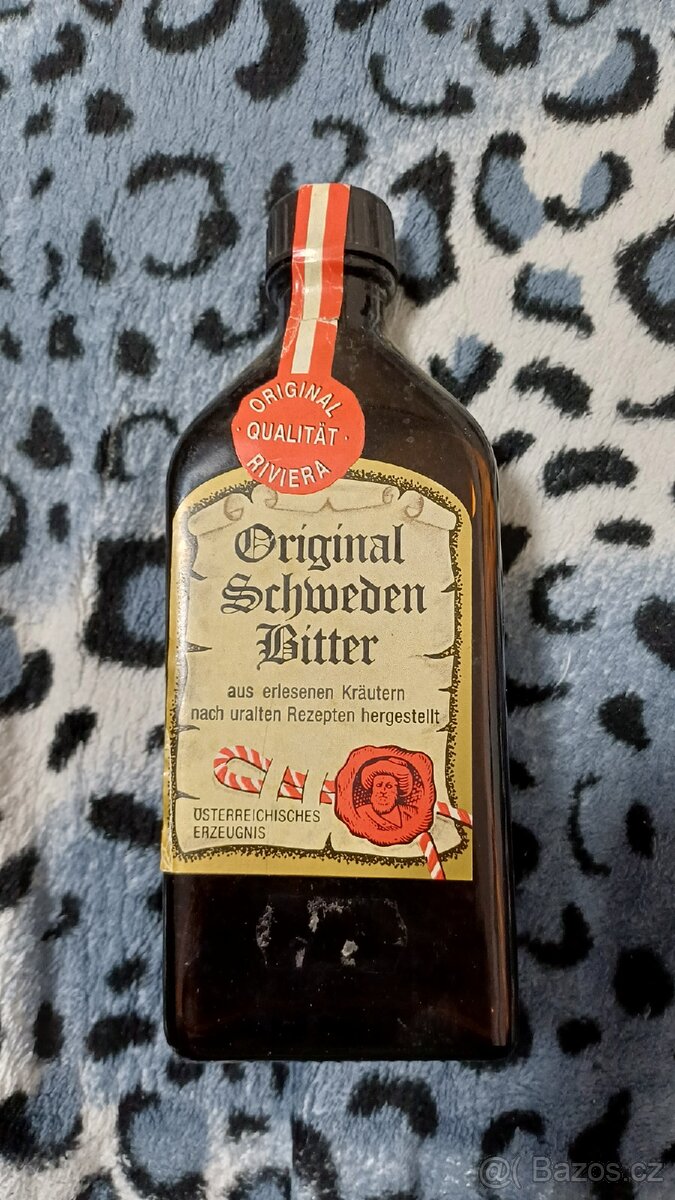 ORIGINAL
· QUALITÄT ·
RIVIERA
Original
Schweden
Bitter
aus erlesenen Kräutern
nach uralten Rezepten hergestellt
ÖSTERREICHISCHES
ERZEUGNIS
@( Bazos.cz